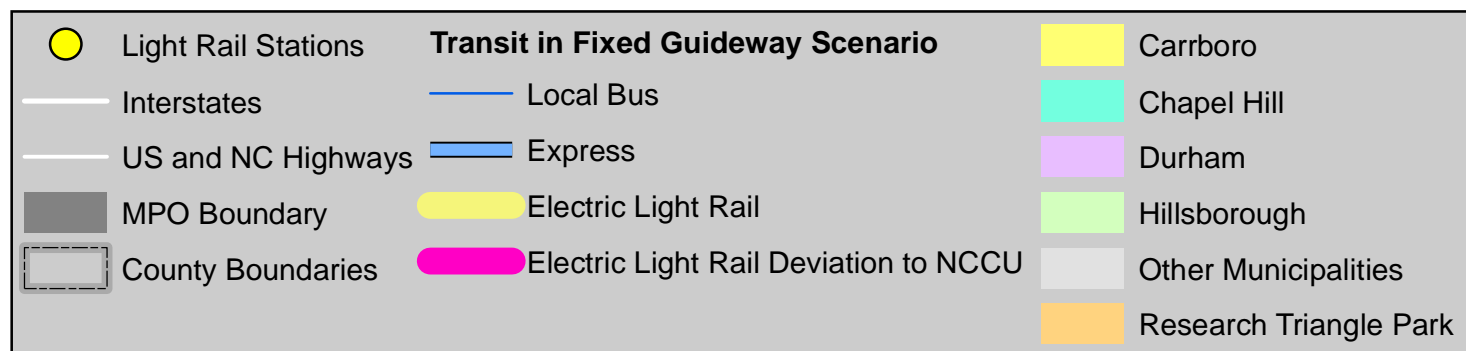 Light Rail Stations
Interstates
US and NC Highways
MPO Boundary
County Boundaries
Transit in Fixed Guideway Scenario
Local Bus
Express
Electric Light Rail
Electric Light Rail Deviation to NCCU
Carrboro
Chapel Hill
Durham
Hillsborough
Other Municipalities
Research Triangle Park